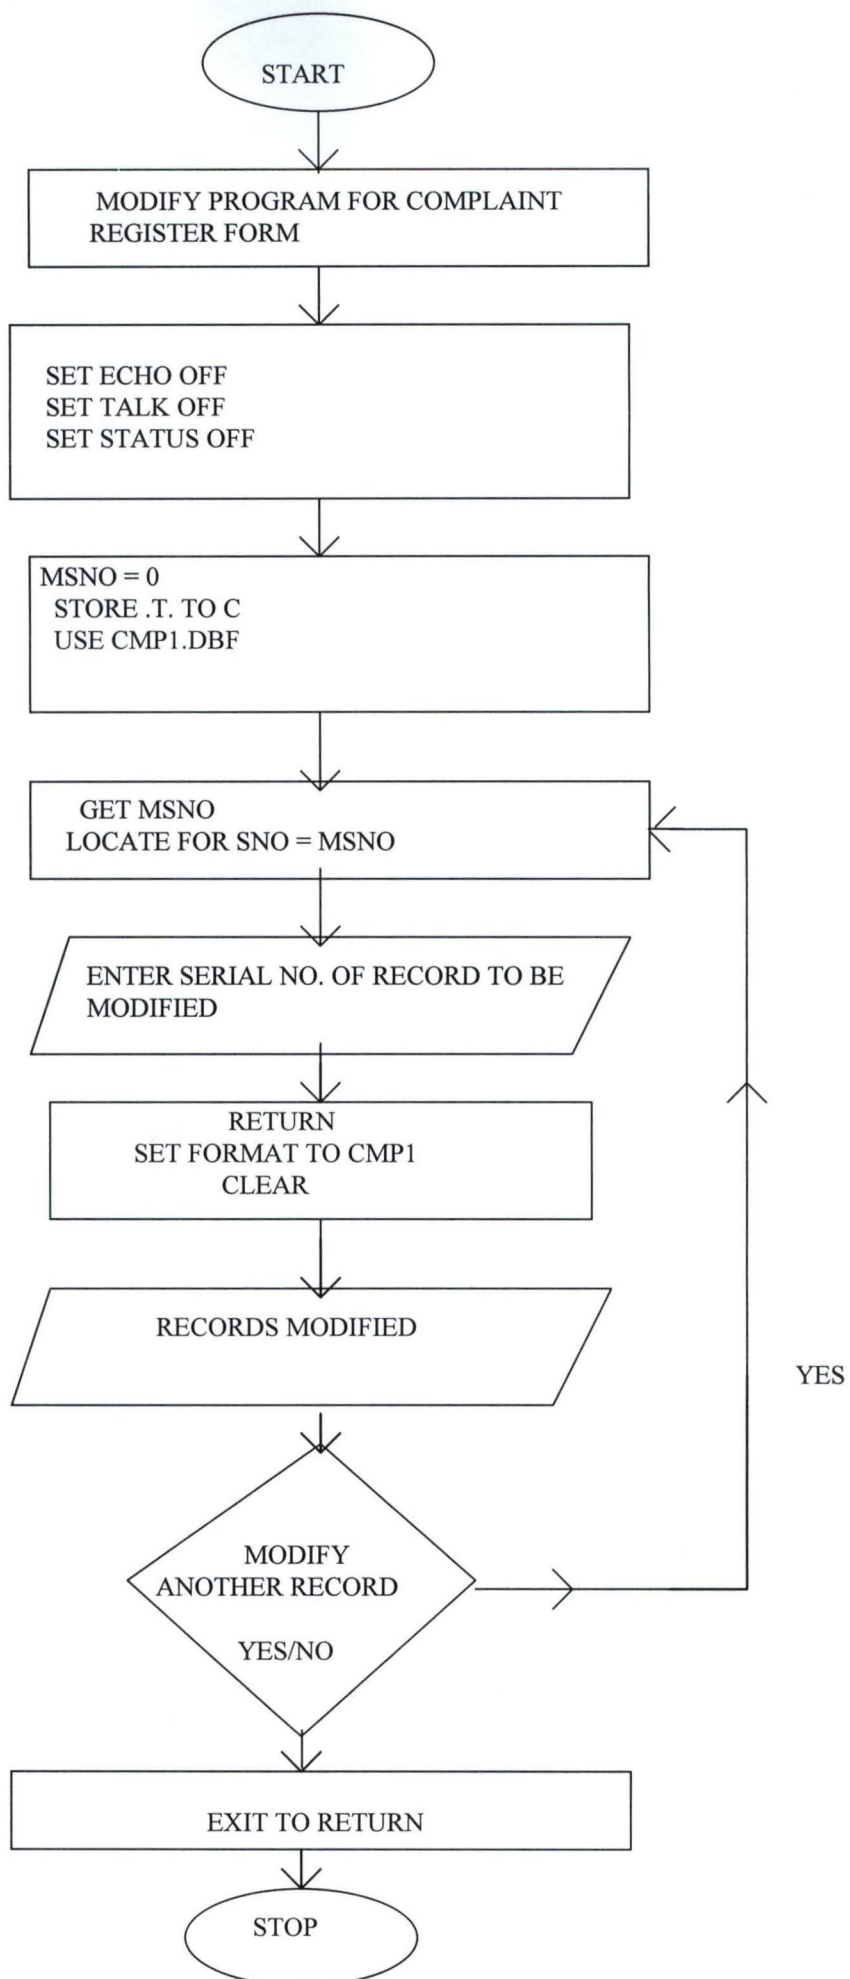 START
MODIFY PROGRAM FOR COMPLAINT
REGISTER FORM
SET ECHO OFF
SET TALK OFF
SET STATUS OFF
MSNO = 0
STORE .T. TO C
USE CMP1.DBF
GET MSNO
LOCATE FOR SNO = MSNO
ENTER SERIAL NO. OF RECORD TO BE
MODIFIED
RETURN
SET FORMAT TO CMP1
CLEAR
RECORDS MODIFIED
YES
MODIFY
ANOTHER RECORD
YES/NO
EXIT TO RETURN
STOP